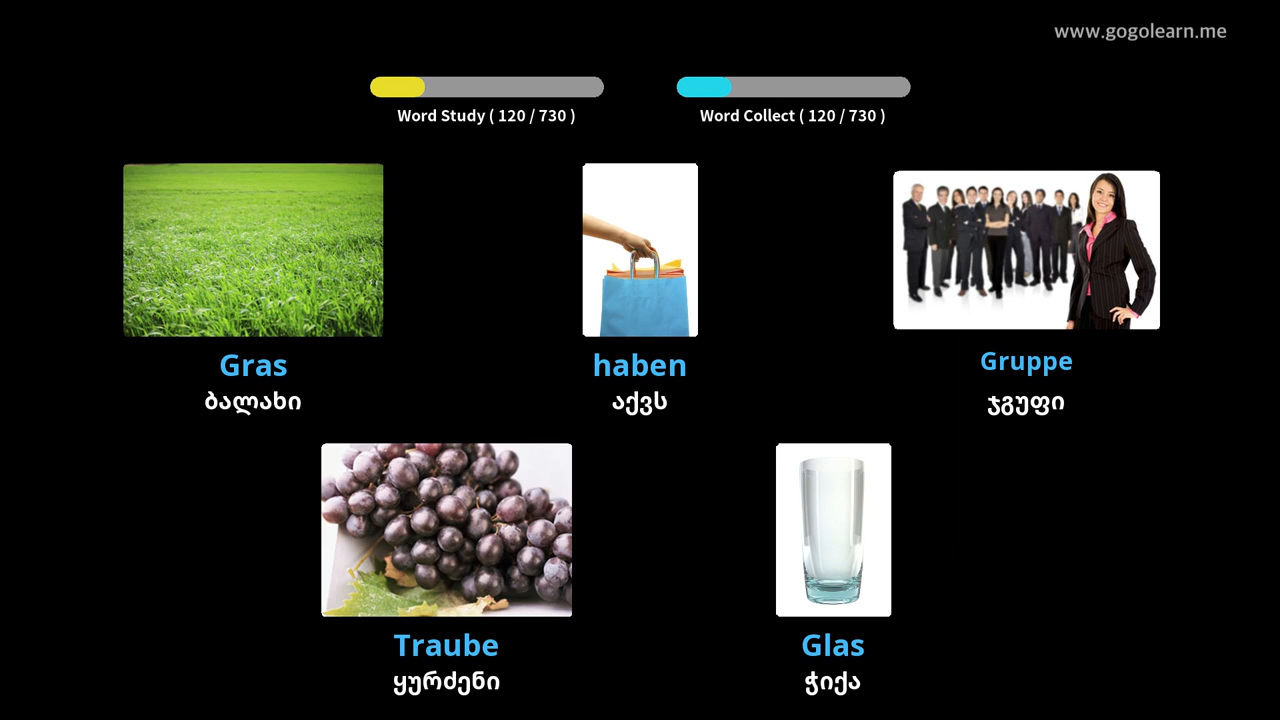 www.gogolearn.me
Word Study ( 120 / 730 )
Word Collect ( 120 / 730 )
Gras
ბალახი
haben
აქვს
Gruppe
ჯგუფი
Traube
ყურძენი
Glas
ჭიქა